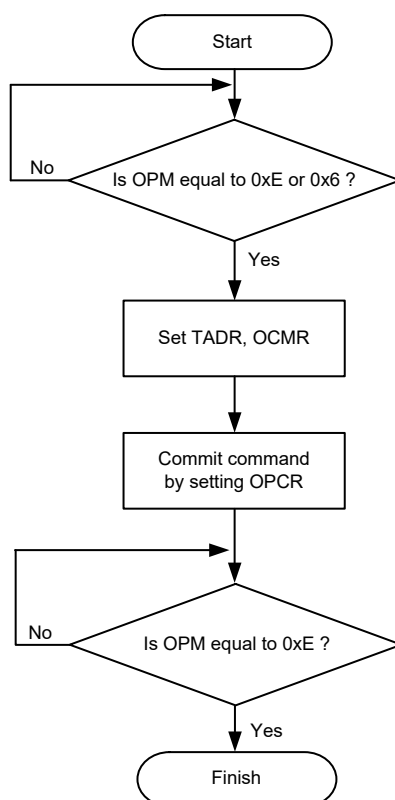 Start
Is OPM equal to 0xE or 0x6 ?
No
Yes
Set TADR, OCMR
Commit command
by setting OPCR
Is OPM equal to 0xE ?
No
Yes
Finish